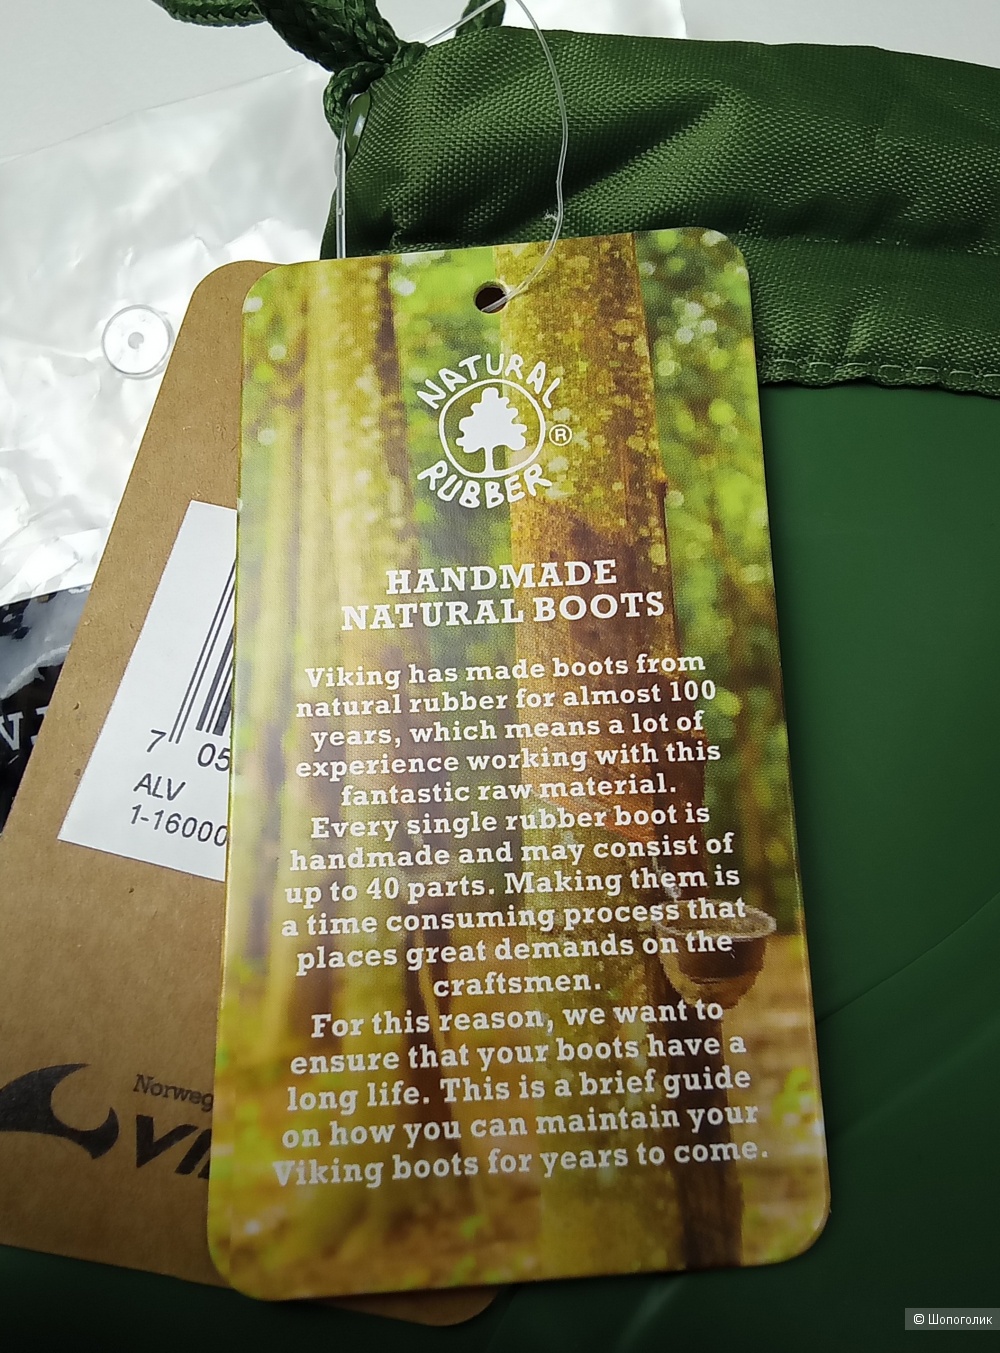 NATURAL
RUBBER
®
HANDMADE
NATURAL BOOTS
Viking has made boots from
natural rubber for almost 100
years, which means a lot of
experience working with this
fantastic raw material.
Every single rubber boot is
handmade and may consist of
up to 40 parts. Making them is
a time consuming process that
places great demands on the
craftsmen.
For this reason, we want to
ensure that your boots have a
long life. This is a brief guide
on how you can maintain your
Viking boots for years to come.
7 05
ALV
1-16000
Norweg
VI
© Шопоголик